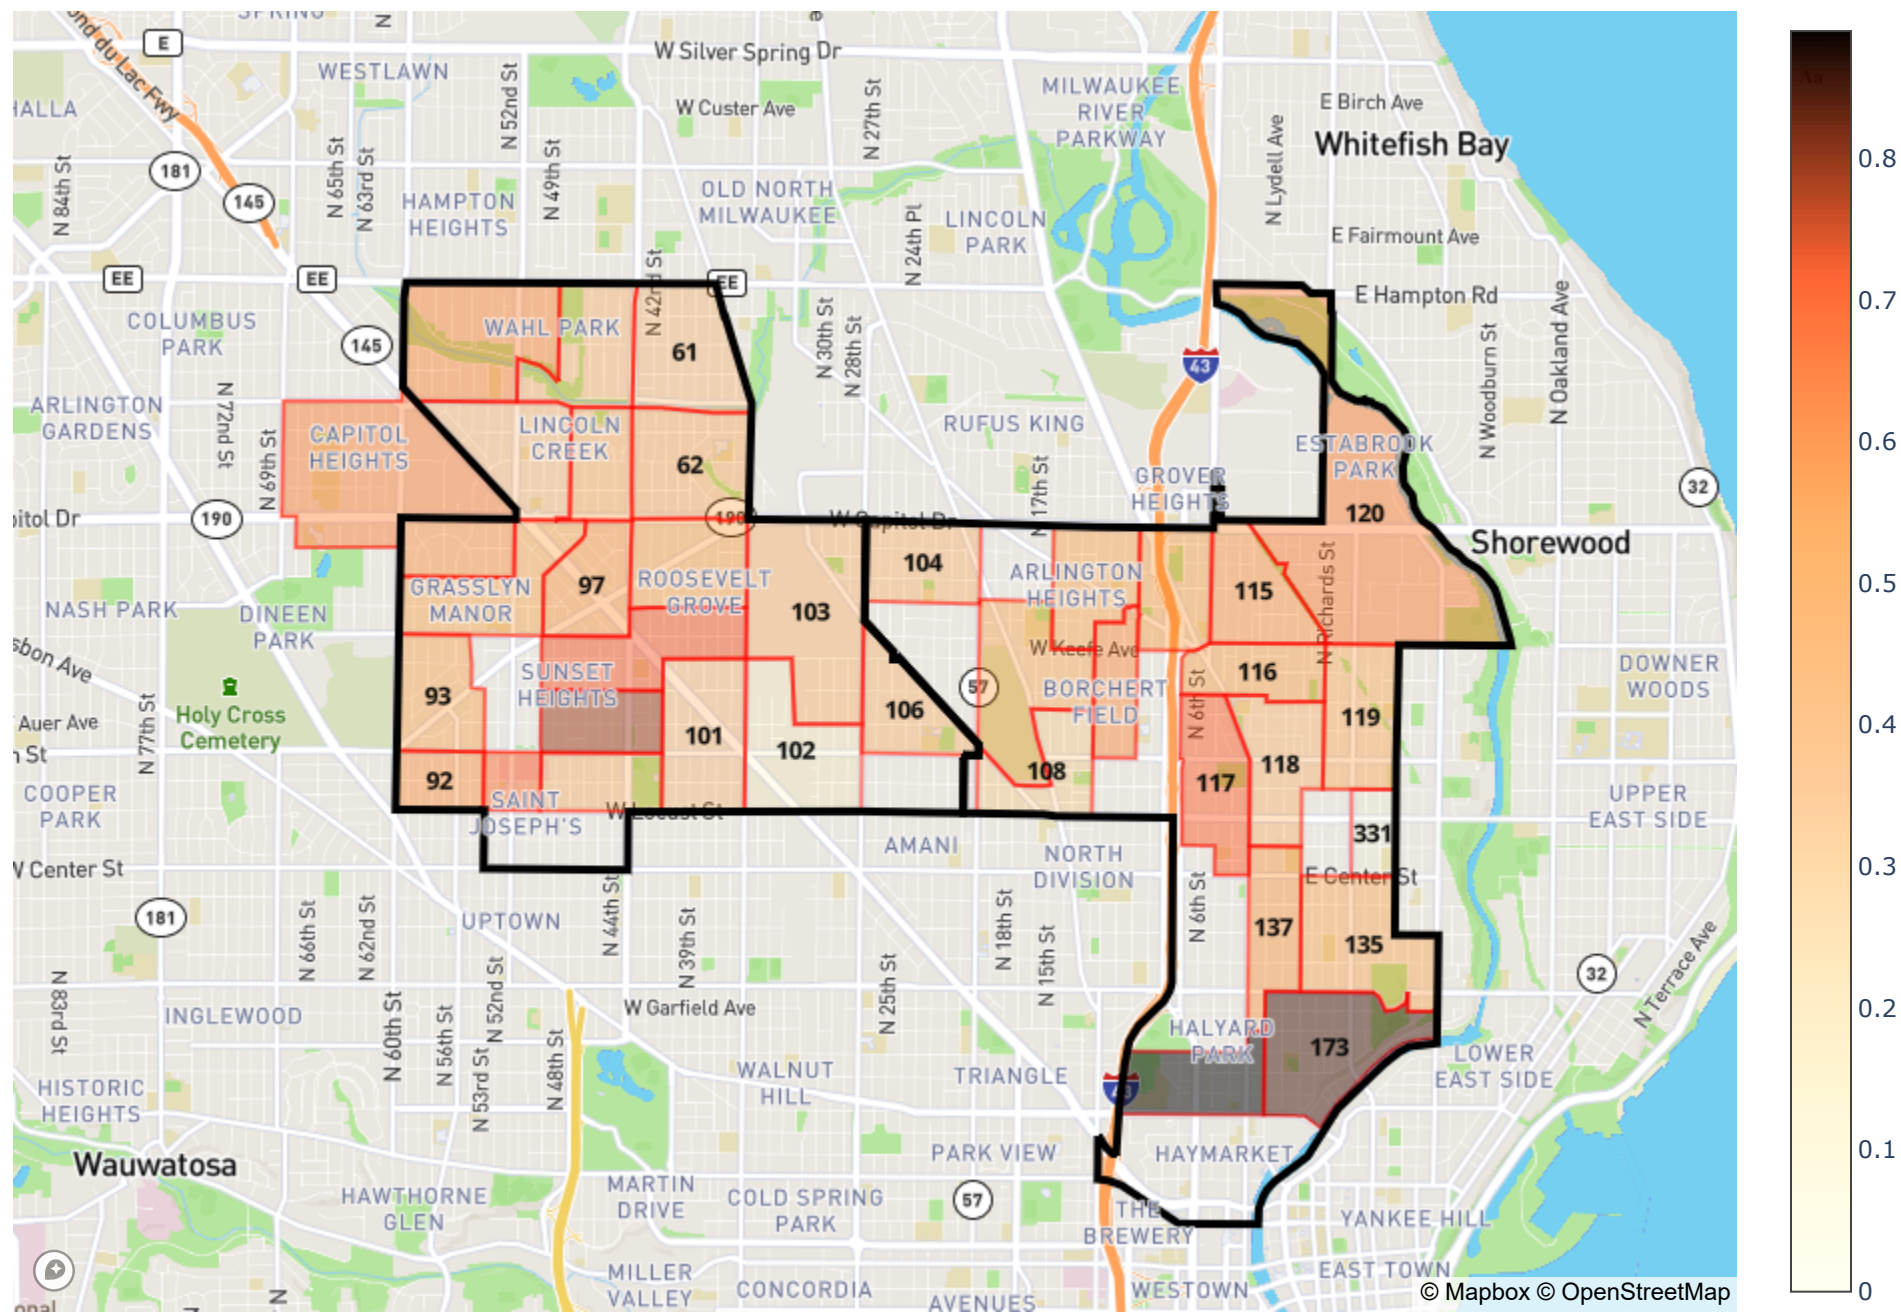 SPRING
E
W Silver Spring Dr
WESTLAWN
N 52nd St
W Custer Ave
N 27th St
MILWAUKEE
RIVER
PARKWAY
E Birch Ave
Whitefish Bay
N Lydell Ave
ond du Lac Fwy
HALLA
181
145
N 84th St
N 65th St
N 63rd St
N 49th St
HAMPTON
HEIGHTS
OLD NORTH
MILWAUKEE
LINCOLN
PARK
N 24th Pl
E Fairmount Ave
EE
EE
EE
N 42nd St
E Hampton Rd
N Oakland Ave
N Woodburn St
COLUMBUS
PARK
145
WAHL PARK
61
N 30th St
N 28th St
43
ARLINGTON
GARDENS
N 72nd St
N 69th St
CAPITOL
HEIGHTS
LINCOLN
CREEK
62
RUFUS KING
N 17th St
GROVER
HEIGHTS
ESTABROOK
PARK
120
32
pitol Dr
190
190
W Capitol Dr
Shorewood
NASH PARK
DINEEN
PARK
GRASSLYN
MANOR
97
ROOSEVELT
GROVE
103
104
ARLINGTON
HEIGHTS
115
N Richards St
sbon Ave
W Keefe Ave
DOWNER
WOODS
Holy Cross
Cemetery
Auer Ave
n St
N 77th St
93
SUNSET
HEIGHTS
101
102
106
57
BORCHERT
FIELD
108
N 6th St
116
117
118
119
COOPER
PARK
92
SAINT
JOSEPH'S
W Locust St
AMANI
NORTH
DIVISION
331
UPPER
EAST SIDE
W Center St
E Center St
181
UPTOWN
N 66th St
N 62nd St
N 44th St
N 39th St
N 18th St
N 15th St
N 6th St
137
135
32
N Terrace Ave
N 83rd St
INGLEWOOD
N 60th St
N 56th St
N 52nd St
N 53rd St
N 48th St
W Garfield Ave
N 25th St
HALYARD
PARK
173
LOWER
EAST SIDE
HISTORIC
HEIGHTS
WALNUT
HILL
TRIANGLE
43
Wauwatosa
HAWTHORNE
GLEN
MARTIN
DRIVE
COLD SPRING
PARK
PARK VIEW
57
HAYMARKET
THE
BREWERY
YANKEE HILL
MILLER
VALLEY
CONCORDIA
AVENUES
WESTOWN
EAST TOWN
© Mapbox © OpenStreetMap
N
N
N
onal
Aa
0.8
0.7
0.6
0.5
0.4
0.3
0.2
0.1
0